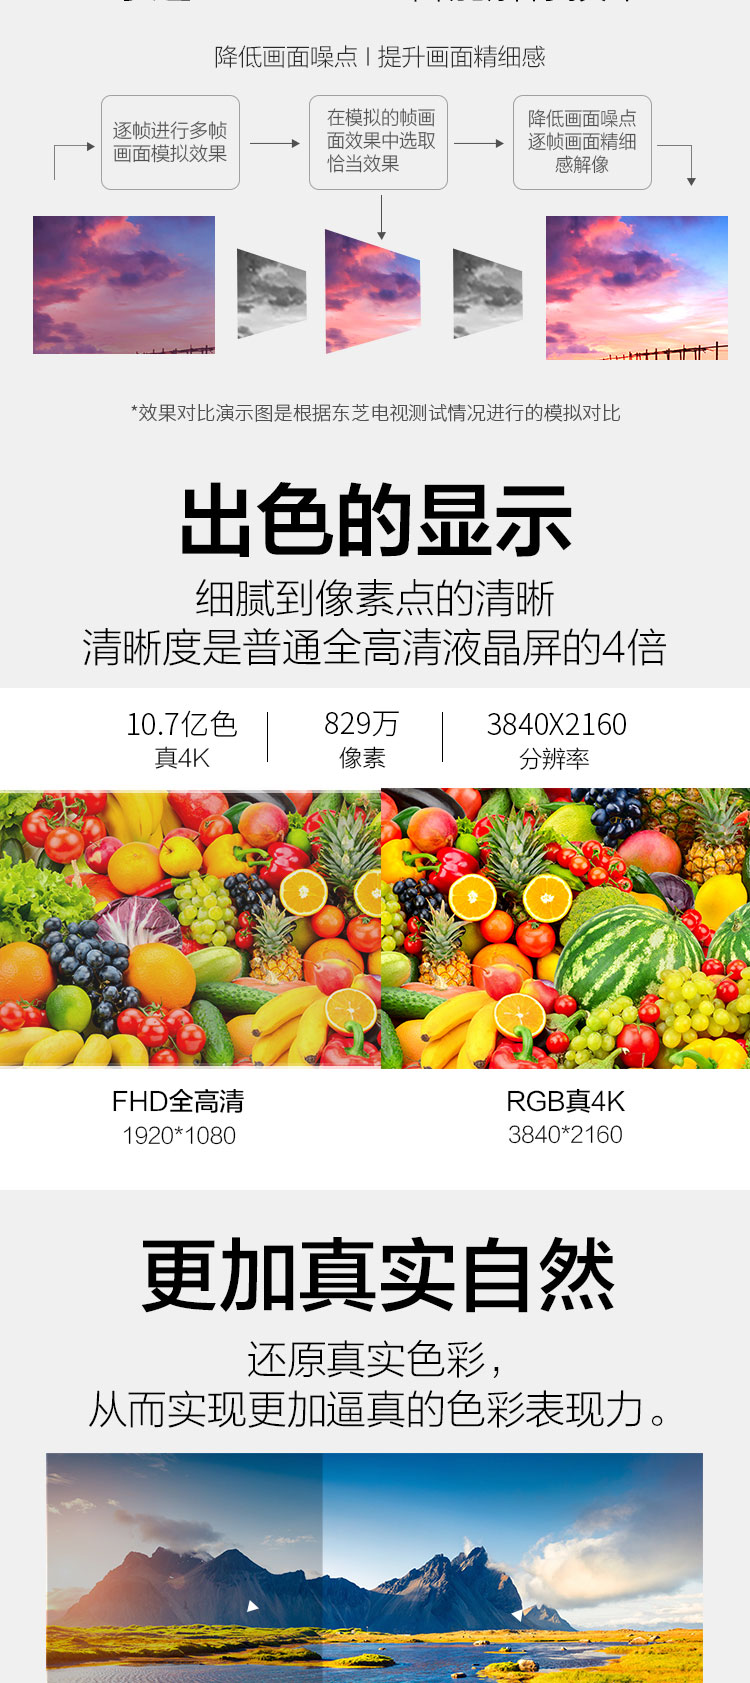 降低画面噪点 | 提升画面精细感
逐帧进行多帧
画面模拟效果
在模拟的帧画
面效果中选取
恰当效果
降低画面噪点
逐帧画面精细
感解像
*效果对比演示图是根据东芝电视测试情况进行的模拟对比
出色的显示
细腻到像素点的清晰
清晰度是普通全高清液晶屏的4倍
10.7亿色
真4K
829万
像素
3840X2160
分辨率
FHD全高清
1920*1080
RGB真4K
3840*2160
更加真实自然
还原真实色彩，
从而实现更加逼真的色彩表现力。